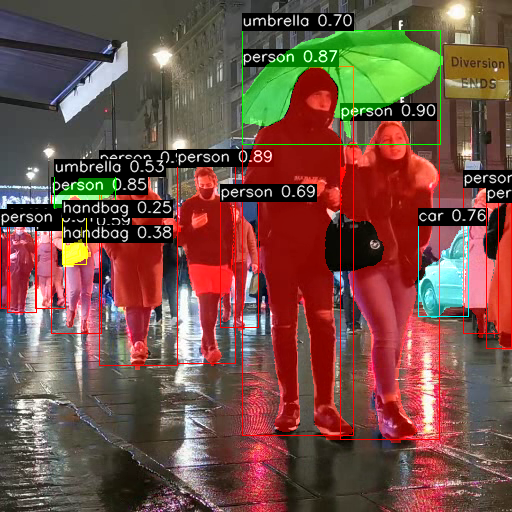 umbrella 0.70
person 0.87
Diversion
ENDS
person 0.90
person 0.89
umbrella 0.53
person 0.85
person 0.69
person
person
handbag 0.25
handbag 0.38
car 0.76